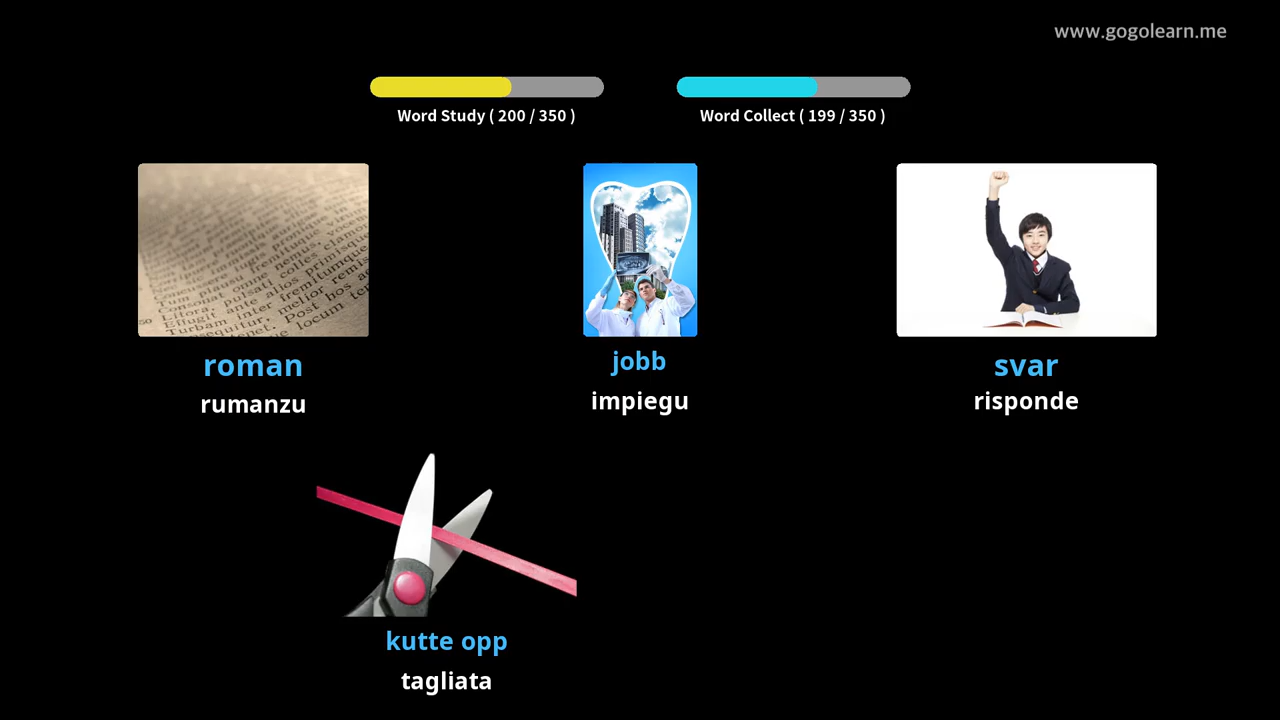 www.gogolearn.me
Word Study ( 200 / 350 )
Word Collect ( 199 / 350 )
roman
rumanzu
jobb
impiegu
svar
risponde
kutte opp
tagliata